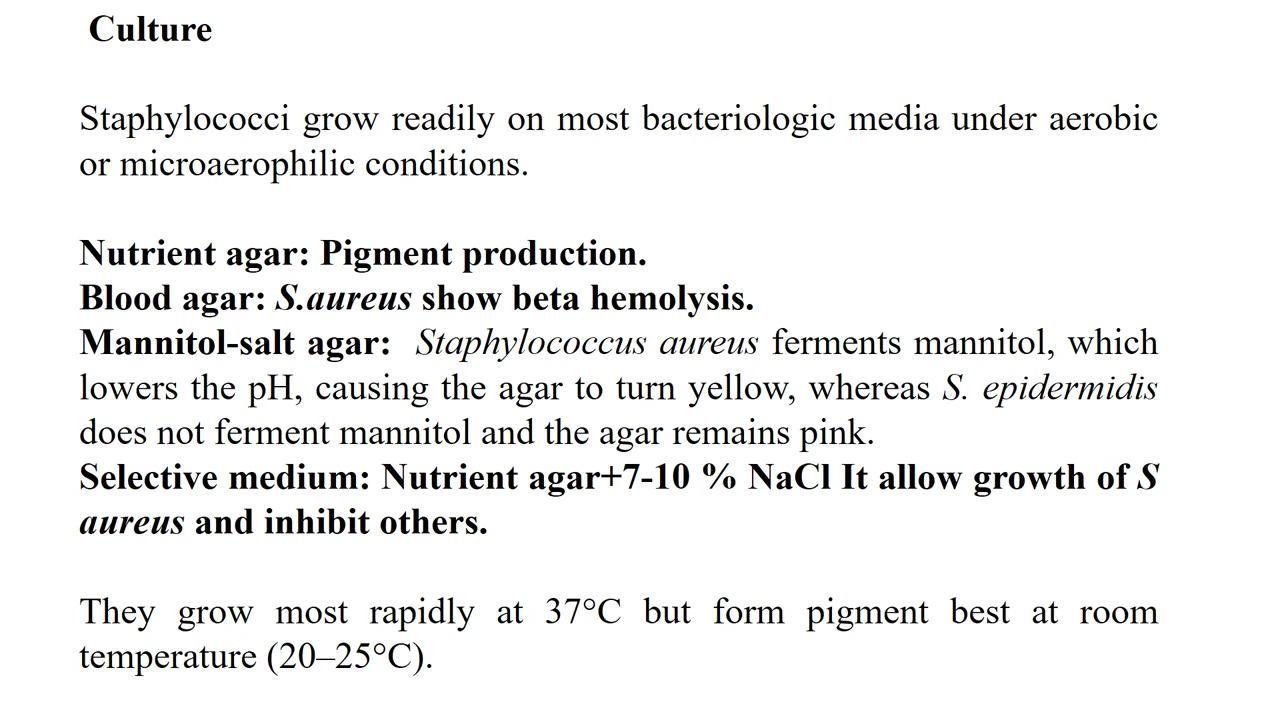 Culture
Staphylococci grow readily on most bacteriologic media under aerobic
or microaerophilic conditions.
Nutrient agar: Pigment production.
Blood agar: S.aureus show beta hemolysis.
Mannitol-salt agar: Staphylococcus aureus ferments mannitol, which
lowers the pH, causing the agar to turn yellow, whereas S. epidermidis
does not ferment mannitol and the agar remains pink.
Selective medium: Nutrient agar+7-10 % NaCl It allow growth of S
aureus and inhibit others.
They grow most rapidly at 37°C but form pigment best at room
temperature (20–25°C).